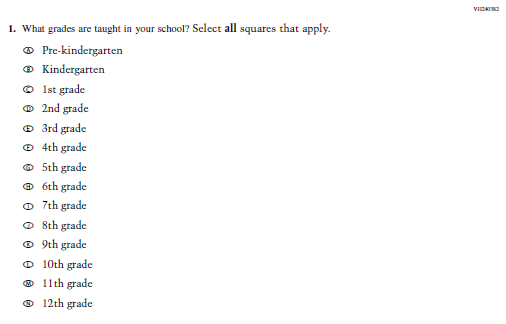 VH240382
1. What grades are taught in your school? Select all squares that apply.
A Pre-kindergarten
B Kindergarten
C 1st grade
D 2nd grade
E 3rd grade
F 4th grade
G 5th grade
H 6th grade
I 7th grade
J 8th grade
K 9th grade
L 10th grade
M 11th grade
N 12th grade